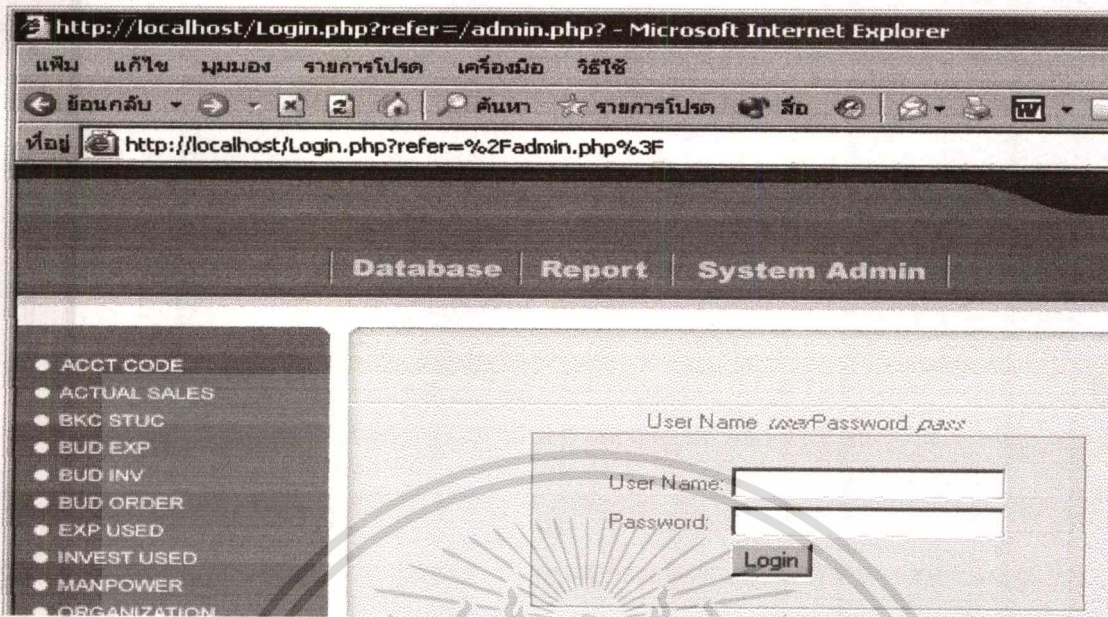 http://localhost/Login.php?refer=/admin.php? - Microsoft Internet Explorer
แฟ้ม แก้ไข มุมมอง รายการโปรด เครื่องมือ วิธีใช้
ย้อนกลับ ค้นหา รายการโปรด สื่อ
ที่อยู่ http://localhost/Login.php?refer=%2Fadmin.php%3F
Database Report System Admin
ACCT CODE
ACTUAL SALES
BKC STUC
BUD EXP
BUD INV
BUD ORDER
EXP USED
INVEST USED
MANPOWER
ORGANIZATION
User Name user Password pass
User Name:
Password:
Login